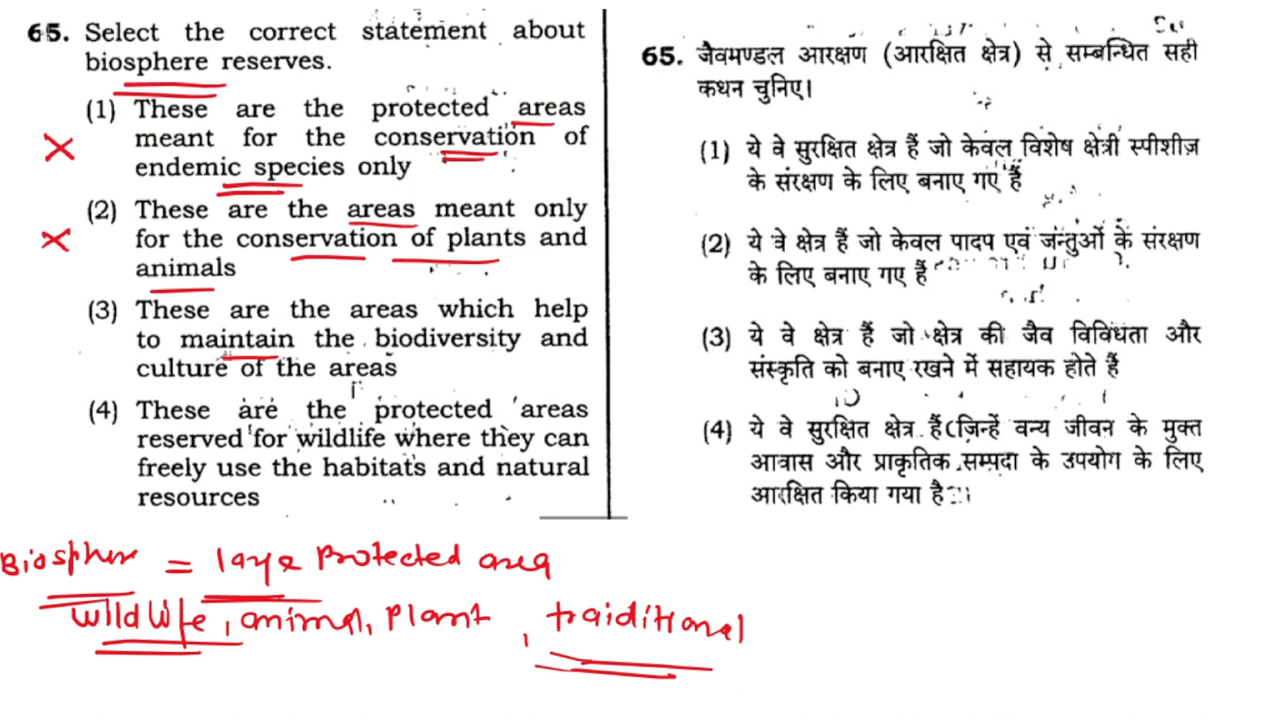 65. Select the correct statement about
biosphere reserves.
(1) These are the protected areas
meant for the conservation of
endemic species only
(2) These are the areas meant only
for the conservation of plants and
animals
(3) These are the areas which help
to maintain the biodiversity and
culture of the areas
(4) These are the protected areas
reserved for wildlife where they can
freely use the habitats and natural
resources
65. जैवमण्डल आरक्षण (आरक्षित क्षेत्र) से सम्बन्धित सही
कथन चुनिए।
(1) ये वे सुरक्षित क्षेत्र हैं जो केवल विशेष क्षेत्री स्पीशीज़
के संरक्षण के लिए बनाए गए हैं
(2) ये वे क्षेत्र हैं जो केवल पादप एवं जन्तुओं के संरक्षण
के लिए बनाए गए हैं
(3) ये वे क्षेत्र हैं जो क्षेत्र की जैव विविधता और
संस्कृति को बनाए रखने में सहायक होते हैं
(4) ये वे सुरक्षित क्षेत्र हैं जिन्हें वन्य जीवन के मुक्त
आवास और प्राकृतिक सम्पदा के उपयोग के लिए
आरक्षित किया गया है
Biosphere = large Protected area
wildlife, animal, Plant, traiditional